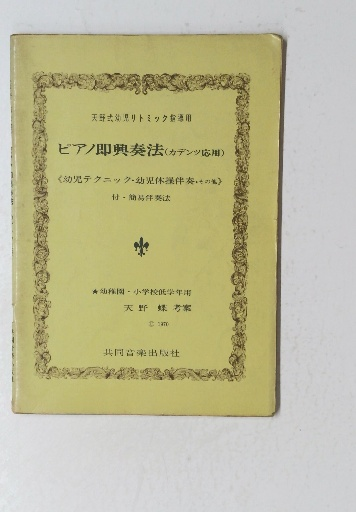 天野式幼児リトミック指導用
ピアノ即興奏法(カデンツ応用)
《幼児テクニック・幼児体操伴奏・その他》
付・簡易伴奏法
★幼稚園・小学校低学年用
天野 蝶 考案
© 1970
共同音楽出版社